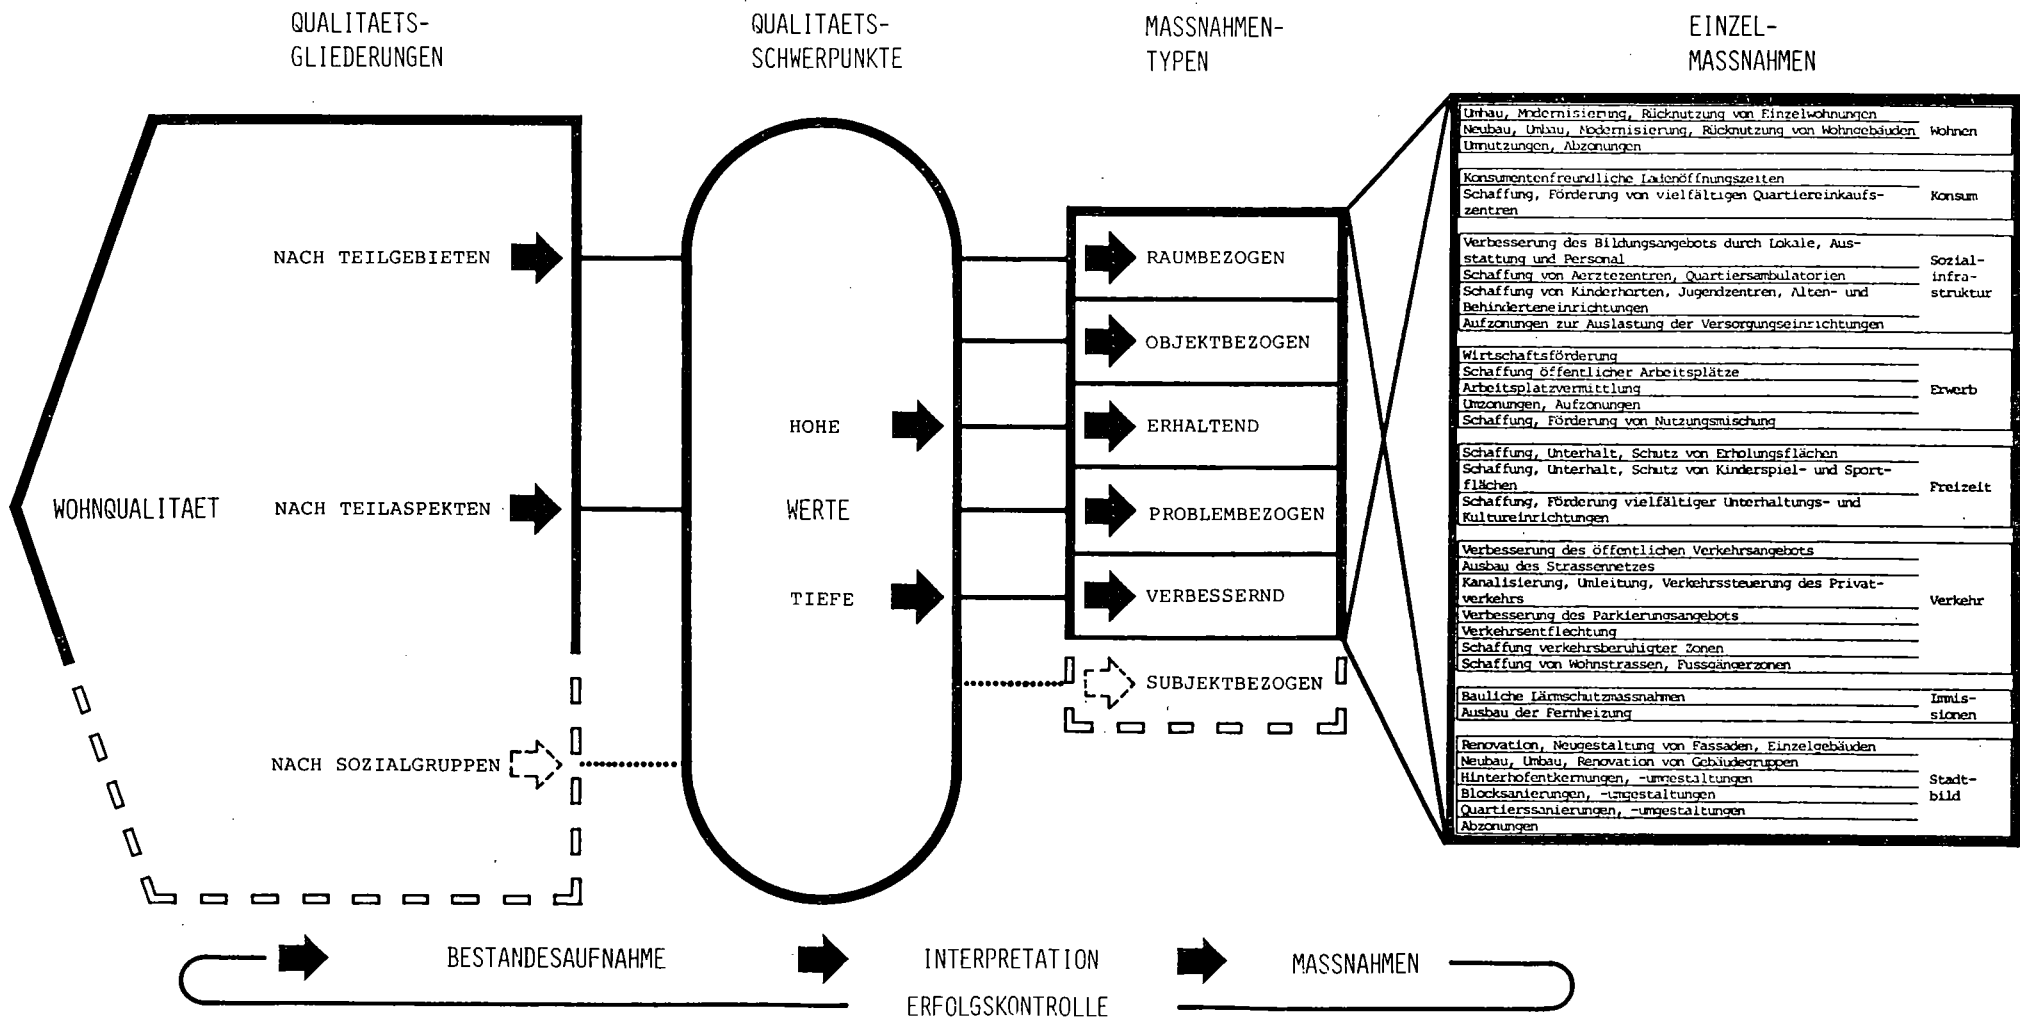 QUALITAETS-
GLIEDERUNGEN
QUALITAETS-
SCHWERPUNKTE
MASSNAHMEN-
TYPEN
EINZEL-
MASSNAHMEN
WOHNQUALITAET
NACH TEILGEBIETEN
NACH TEILASPEKTEN
NACH SOZIALGRUPPEN
HOHE
WERTE
TIEFE
RAUMBEZOGEN
OBJEKTBEZOGEN
ERHALTEND
PROBLEMBEZOGEN
VERBESSERND
SUBJEKTBEZOGEN
Umbau, Modernisierung, Rücknutzung von Einzelwohnungen
Neubau, Umbau, Modernisierung, Rücknutzung von Wohngebäuden
Umnutzungen, Abzonungen
Wohnen
Konsumentenfreundliche Ladenöffnungszeiten
Schaffung, Förderung von vielfältigen Quartiereinkaufs-
zentren
Konsum
Verbesserung des Bildungsangebots durch Lokale, Aus-
stattung und Personal
Schaffung von Aerztezentren, Quartiersambulatorien
Schaffung von Kinderhorten, Jugendzentren, Alten- und
Behinderteneinrichtungen
Aufzonungen zur Auslastung der Versorgungseinrichtungen
Sozial-
infra-
struktur
Wirtschaftsförderung
Schaffung öffentlicher Arbeitsplätze
Arbeitsplatzvermittlung
Umzonungen, Aufzonungen
Schaffung, Förderung von Nutzungsmischung
Erwerb
Schaffung, Unterhalt, Schutz von Erholungsflächen
Schaffung, Unterhalt, Schutz von Kinderspiel- und Sport-
flächen
Schaffung, Förderung vielfältiger Unterhaltungs- und
Kultureinrichtungen
Freizeit
Verbesserung des öffentlichen Verkehrsangebots
Ausbau des Strassennetzes
Kanalisierung, Umleitung, Verkehrssteuerung des Privat-
verkehrs
Verbesserung des Parkierungsangebots
Verkehrsentflechtung
Schaffung verkehrsberuhigter Zonen
Schaffung von Wohnstrassen, Fussgängerzonen
Verkehr
Bauliche Lärmschutzmassnahmen
Ausbau der Fernheizung
Immis-
sionen
Renovation, Neugestaltung von Fassaden, Einzelgebäuden
Neubau, Umbau, Renovation von Gebäudegruppen
Hinterhofentkernungen, -umgestaltungen
Blocksanierungen, -umgestaltungen
Quartierssanierungen, -umgestaltungen
Abzonungen
Stadt-
bild
BESTANDESAUFNAHME
INTERPRETATION
MASSNAHMEN
ERFOLGSKONTROLLE